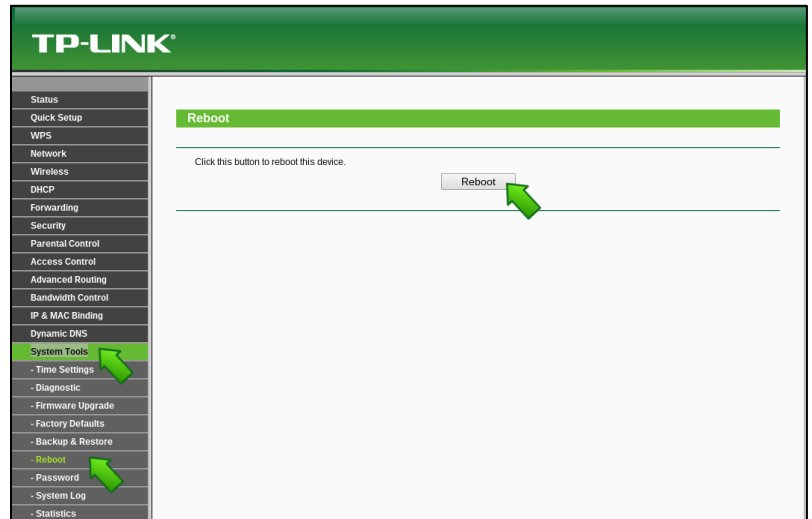 TP-LINK®
Status
Quick Setup
WPS
Network
Wireless
DHCP
Forwarding
Security
Parental Control
Access Control
Advanced Routing
Bandwidth Control
IP & MAC Binding
Dynamic DNS
System Tools
- Time Settings
- Diagnostic
- Firmware Upgrade
- Factory Defaults
- Backup & Restore
- Reboot
- Password
- System Log
- Statistics
Reboot
Click this button to reboot this device.
Reboot